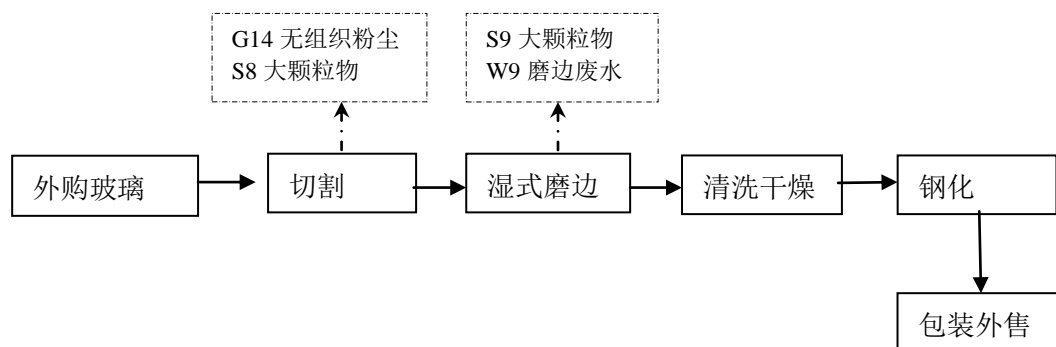 G14 无组织粉尘
S8 大颗粒物
S9 大颗粒物
W9 磨边废水
外购玻璃
切割
湿式磨边
清洗干燥
钢化
包装外售